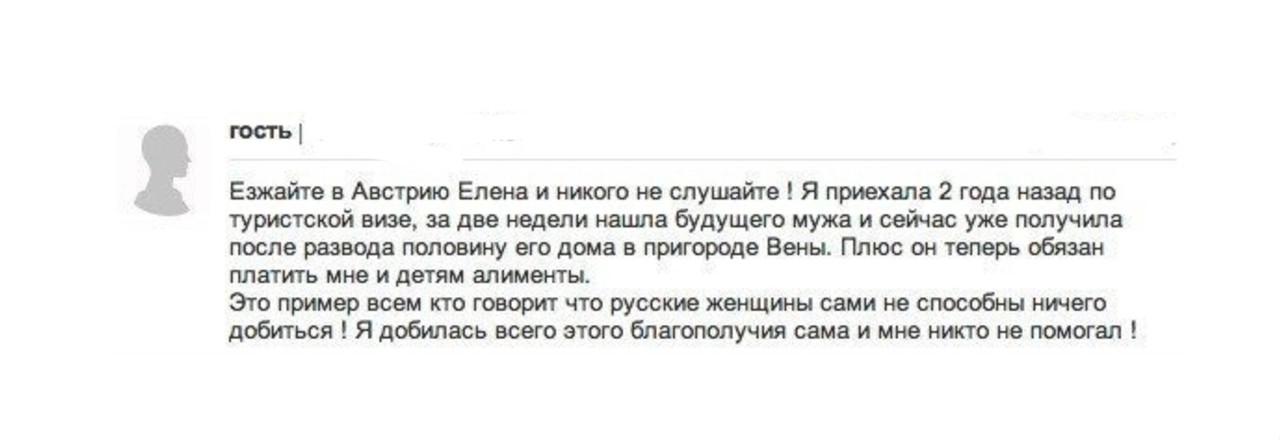 гость |
Езжайте в Австрию Елена и никого не слушайте ! Я приехала 2 года назад по
туристской визе, за две недели нашла будущего мужа и сейчас уже получила
после развода половину его дома в пригороде Вены. Плюс он теперь обязан
платить мне и детям алименты.
Это пример всем кто говорит что русские женщины сами не способны ничего
добиться ! Я добилась всего этого благополучия сама и мне никто не помогал !